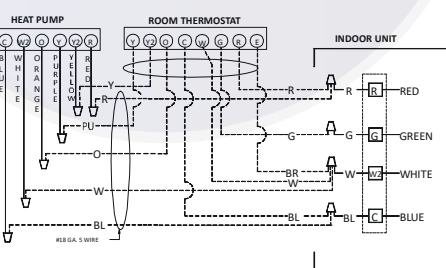 HEAT PUMP
ROOM THERMOSTAT
C W2 O Y Y2 R
Y Y2 O C W G R E
INDOOR UNIT
BLUE
WHITE
ORANGE
PURPLE
YELLOW
RED
Y
R
R R R RED
PU
G G G GREEN
O
BR
W W2 WHITE
W
W
BL
BL BL C BLUE
#18 GA. 5 WIRE